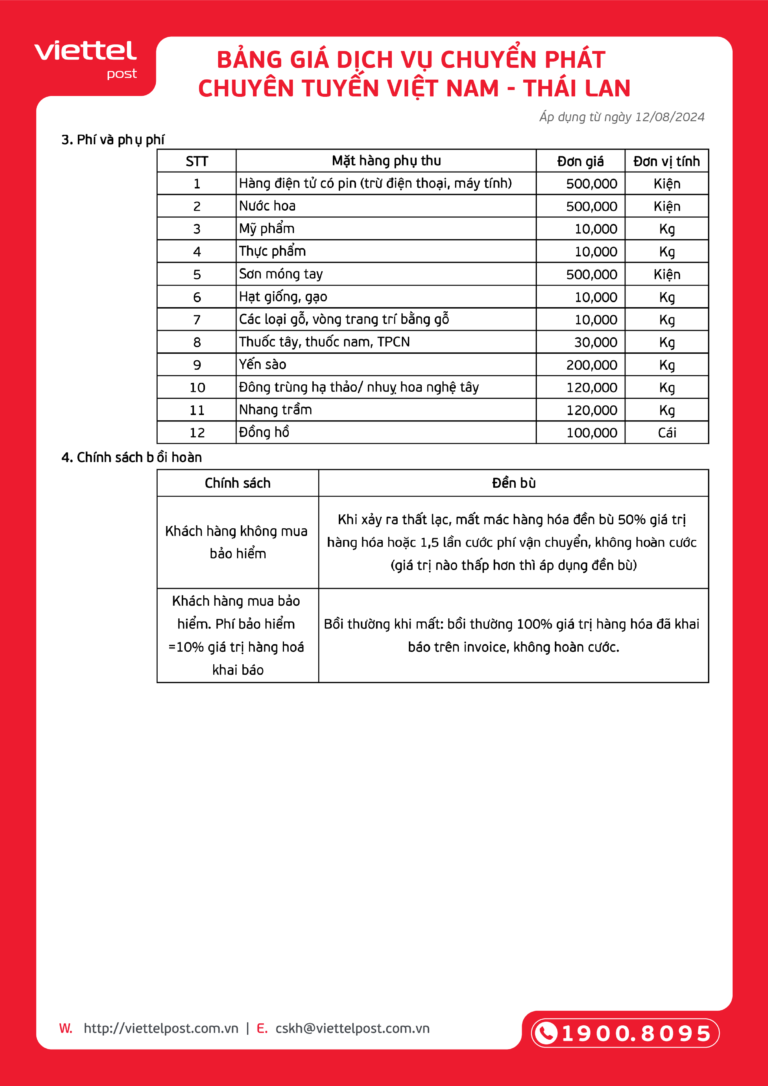 viettel
post
BẢNG GIÁ DỊCH VỤ CHUYỂN PHÁT
CHUYÊN TUYẾN VIỆT NAM - THÁI LAN
Áp dụng từ ngày 12/08/2024
3. Phí và phụ phí
STT Mặt hàng phụ thu Đơn giá Đơn vị tính
1 Hàng điện tử có pin (trừ điện thoại, máy tính) 500,000 Kiện
2 Nước hoa 500,000 Kiện
3 Mỹ phẩm 10,000 Kg
4 Thực phẩm 10,000 Kg
5 Sơn móng tay 500,000 Kiện
6 Hạt giống, gạo 10,000 Kg
7 Các loại gỗ, vòng trang trí bằng gỗ 10,000 Kg
8 Thuốc tây, thuốc nam, TPCN 30,000 Kg
9 Yến sào 200,000 Kg
10 Đông trùng hạ thảo/ nhuỵ hoa nghệ tây 120,000 Kg
11 Nhang trầm 120,000 Kg
12 Đồng hồ 100,000 Cái
4. Chính sách bồi hoàn
Chính sách Đền bù
Khách hàng không mua
bảo hiểm
Khi xảy ra thất lạc, mất mác hàng hóa đền bù 50% giá trị
hàng hóa hoặc 1,5 lần cước phí vận chuyển, không hoàn cước
(giá trị nào thấp hơn thì áp dụng đền bù)
Khách hàng mua bảo
hiểm. Phí bảo hiểm
=10% giá trị hàng hoá
khai báo
Bồi thường khi mất: bồi thường 100% giá trị hàng hóa đã khai
báo trên invoice, không hoàn cước.
W. http://viettelpost.com.vn | E. cskh@viettelpost.com.vn
1900.8095